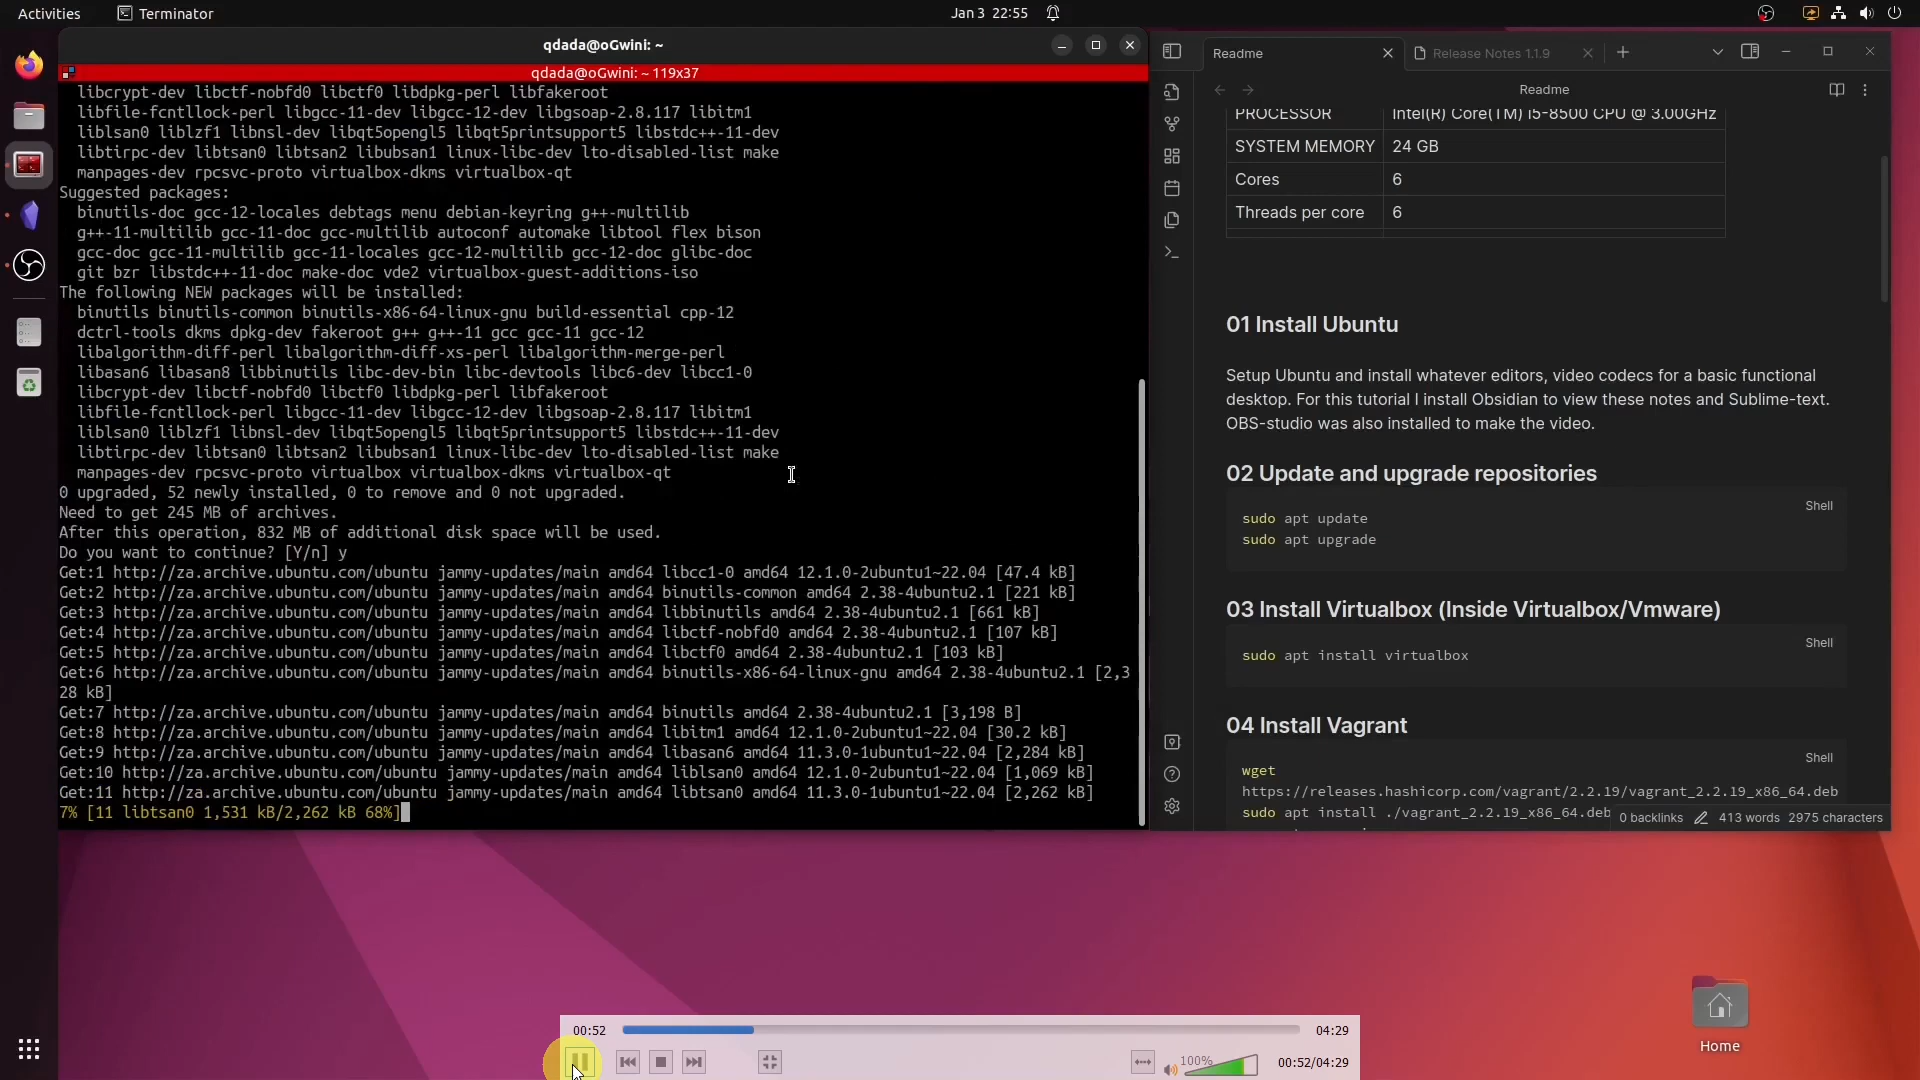 Activities
Terminator
Jan 3 22:55
qdada@oGwini: ~
qdada@oGwini: ~ 119x37
libcrypt-dev libctf-nobfd0 libctf0 libdpkg-perl libfakeroot
libfile-fcntllock-perl libgcc-11-dev libgcc-12-dev libgsoap-2.8.117 libitm1
liblsan0 liblzf1 libnsl-dev libqt5opengl5 libqt5printsupport5 libstdc++-11-dev
libtirpc-dev libtsan0 libtsan2 libubsan1 linux-libc-dev lto-disabled-list make
manpages-dev rpcsvc-proto virtualbox-dkms virtualbox-qt
Suggested packages:
binutils-doc gcc-12-locales debtags menu debian-keyring g++-multilib
g++-11-multilib gcc-11-doc gcc-multilib autoconf automake libtool flex bison
gcc-doc gcc-11-multilib gcc-11-locales gcc-12-multilib gcc-12-doc glibc-doc
git bzr libstdc++-11-doc make-doc vde2 virtualbox-guest-additions-iso
The following NEW packages will be installed:
binutils binutils-common binutils-x86-64-linux-gnu build-essential cpp-12
dctrl-tools dkms dpkg-dev fakeroot g++ g++-11 gcc gcc-11 gcc-12
libalgorithm-diff-perl libalgorithm-diff-xs-perl libalgorithm-merge-perl
libasan6 libasan8 libbinutils libc-dev-bin libc-devtools libc6-dev libcc1-0
libcrypt-dev libctf-nobfd0 libctf0 libdpkg-perl libfakeroot
libfile-fcntllock-perl libgcc-11-dev libgcc-12-dev libgsoap-2.8.117 libitm1
liblsan0 liblzf1 libnsl-dev libqt5opengl5 libqt5printsupport5 libstdc++-11-dev
libtirpc-dev libtsan0 libtsan2 libubsan1 linux-libc-dev lto-disabled-list make
manpages-dev rpcsvc-proto virtualbox virtualbox-dkms virtualbox-qt
0 upgraded, 52 newly installed, 0 to remove and 0 not upgraded.
Need to get 245 MB of archives.
After this operation, 832 MB of additional disk space will be used.
Do you want to continue? [Y/n] y
Get:1 http://za.archive.ubuntu.com/ubuntu jammy-updates/main amd64 libcc1-0 amd64 12.1.0-2ubuntu1~22.04 [47.4 kB]
Get:2 http://za.archive.ubuntu.com/ubuntu jammy-updates/main amd64 binutils-common amd64 2.38-4ubuntu2.1 [221 kB]
Get:3 http://za.archive.ubuntu.com/ubuntu jammy-updates/main amd64 libbinutils amd64 2.38-4ubuntu2.1 [661 kB]
Get:4 http://za.archive.ubuntu.com/ubuntu jammy-updates/main amd64 libctf-nobfd0 amd64 2.38-4ubuntu2.1 [107 kB]
Get:5 http://za.archive.ubuntu.com/ubuntu jammy-updates/main amd64 libctf0 amd64 2.38-4ubuntu2.1 [103 kB]
Get:6 http://za.archive.ubuntu.com/ubuntu jammy-updates/main amd64 binutils-x86-64-linux-gnu amd64 2.38-4ubuntu2.1 [2,3
28 kB]
Get:7 http://za.archive.ubuntu.com/ubuntu jammy-updates/main amd64 binutils amd64 2.38-4ubuntu2.1 [3,198 B]
Get:8 http://za.archive.ubuntu.com/ubuntu jammy-updates/main amd64 libitm1 amd64 12.1.0-2ubuntu1~22.04 [30.2 kB]
Get:9 http://za.archive.ubuntu.com/ubuntu jammy-updates/main amd64 libasan6 amd64 11.3.0-1ubuntu1~22.04 [2,284 kB]
Get:10 http://za.archive.ubuntu.com/ubuntu jammy-updates/main amd64 liblsan0 amd64 12.1.0-2ubuntu1~22.04 [1,069 kB]
Get:11 http://za.archive.ubuntu.com/ubuntu jammy-updates/main amd64 libtsan0 amd64 11.3.0-1ubuntu1~22.04 [2,262 kB]
7% [11 libtsan0 1,531 kB/2,262 kB 68%]
Readme
Release Notes 1.1.9
Readme
PROCESSOR Intel(R) Core(TM) i5-8500 CPU @ 3.00GHz
SYSTEM MEMORY 24 GB
Cores 6
Threads per core 6
01 Install Ubuntu
Setup Ubuntu and install whatever editors, video codecs for a basic functional
desktop. For this tutorial I install Obsidian to view these notes and Sublime-text.
OBS-studio was also installed to make the video.
02 Update and upgrade repositories
Shell
sudo apt update
sudo apt upgrade
03 Install Virtualbox (Inside Virtualbox/Vmware)
Shell
sudo apt install virtualbox
04 Install Vagrant
Shell
wget
https://releases.hashicorp.com/vagrant/2.2.19/vagrant_2.2.19_x86_64.deb
sudo apt install ./vagrant_2.2.19_x86_64.deb
0 backlinks 413 words 2975 characters
Home
00:52 04:29
100%
00:52/04:29